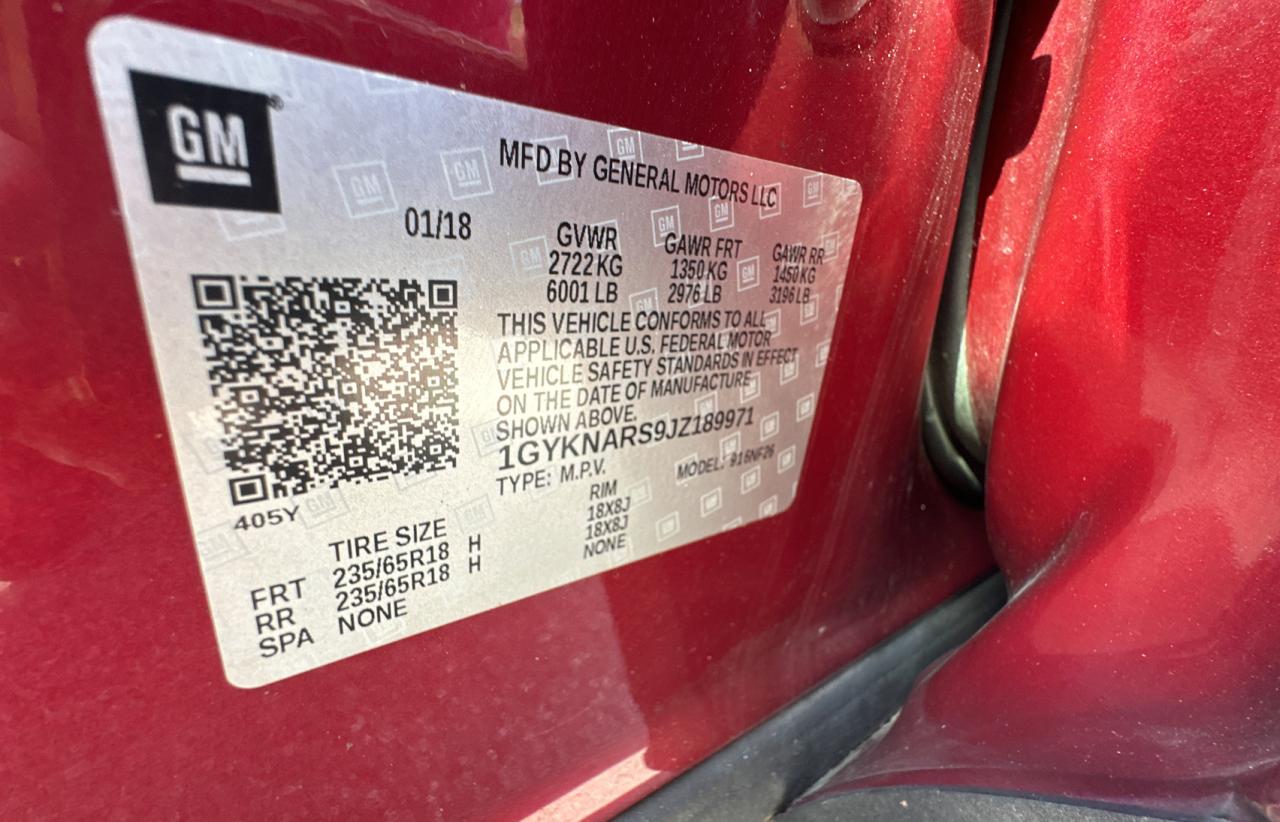 GM
MFD BY GENERAL MOTORS LLC
01/18
GVWR GAWR FRT GAWR RR
2722 KG 1350 KG 1450 KG
6001 LB 2976 LB 3196 LB
THIS VEHICLE CONFORMS TO ALL
APPLICABLE U.S. FEDERAL MOTOR
VEHICLE SAFETY STANDARDS IN EFFECT
ON THE DATE OF MANUFACTURE
SHOWN ABOVE.
1GYKNARS9JZ189971
TYPE: M.P.V. MODEL: 916NF26
405Y
TIRE SIZE RIM
FRT 235/65R18 H 18X8J
RR 235/65R18 H 18X8J
SPA NONE NONE